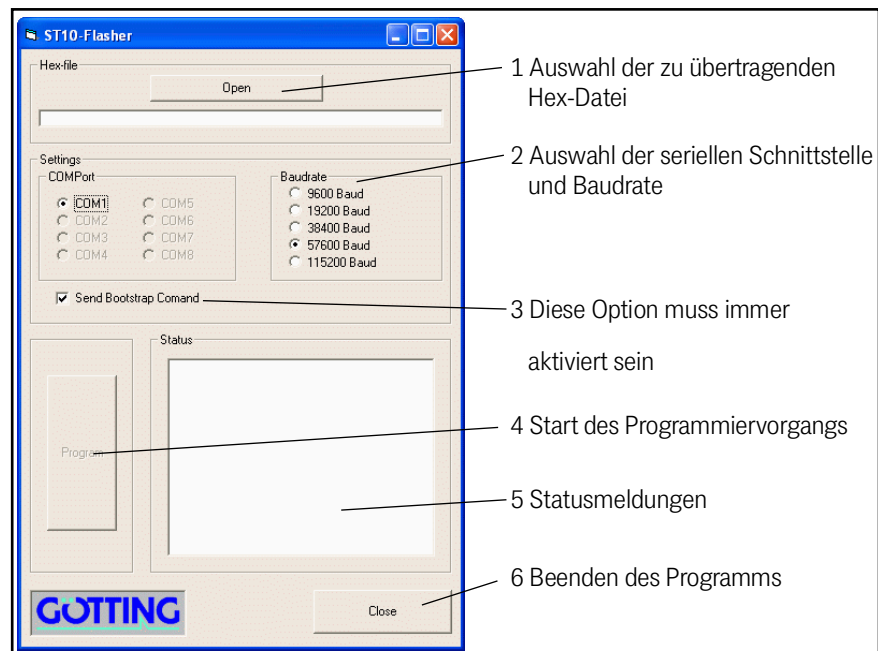 ST10-Flasher
Hex-file
Open
1 Auswahl der zu übertragenden
Hex-Datei
Settings
COMPort
COM1
COM2
COM3
COM4
COM5
COM6
COM7
COM8
Baudrate
9600 Baud
19200 Baud
38400 Baud
57600 Baud
115200 Baud
2 Auswahl der seriellen Schnittstelle
und Baudrate
Send Bootstrap Comand
3 Diese Option muss immer
aktiviert sein
Program
4 Start des Programmiervorgangs
Status
5 Statusmeldungen
6 Beenden des Programms
GÖTTING
Close